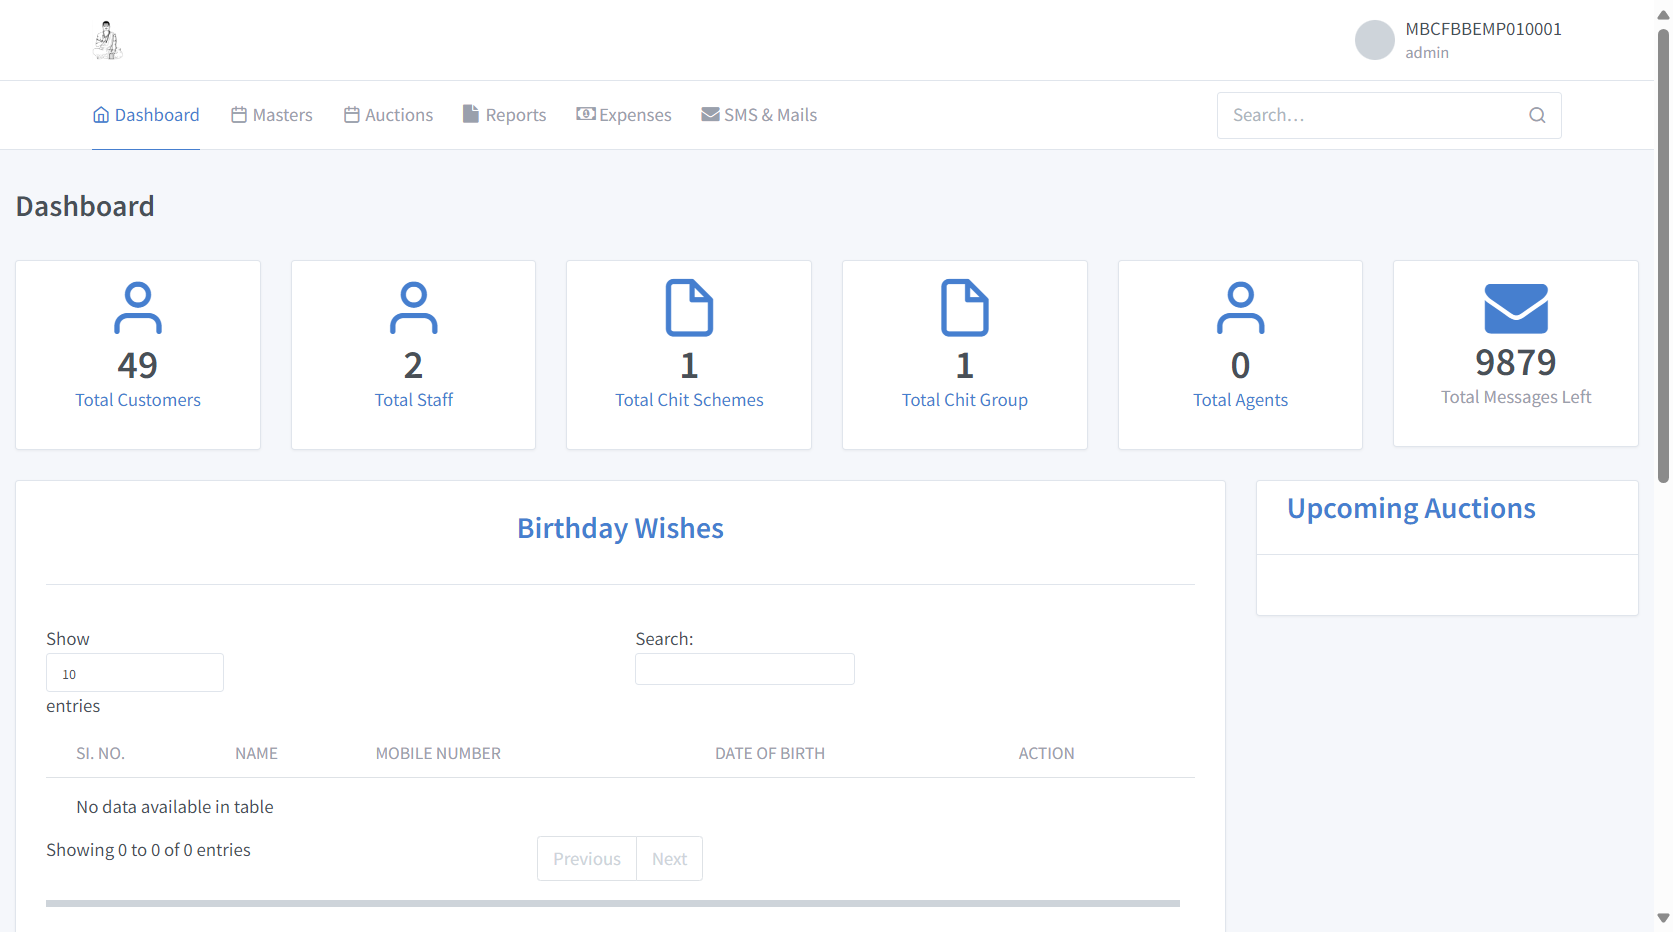 MBCFBBEMP010001
admin
Dashboard Masters Auctions Reports Expenses SMS & Mails Search...
Dashboard
49 2 1 1 0 9879
Total Customers Total Staff Total Chit Schemes Total Chit Group Total Agents Total Messages Left
Birthday Wishes Upcoming Auctions
Show Search:
10
entries
SI. NO. NAME MOBILE NUMBER DATE OF BIRTH ACTION
No data available in table
Showing 0 to 0 of 0 entries Previous Next